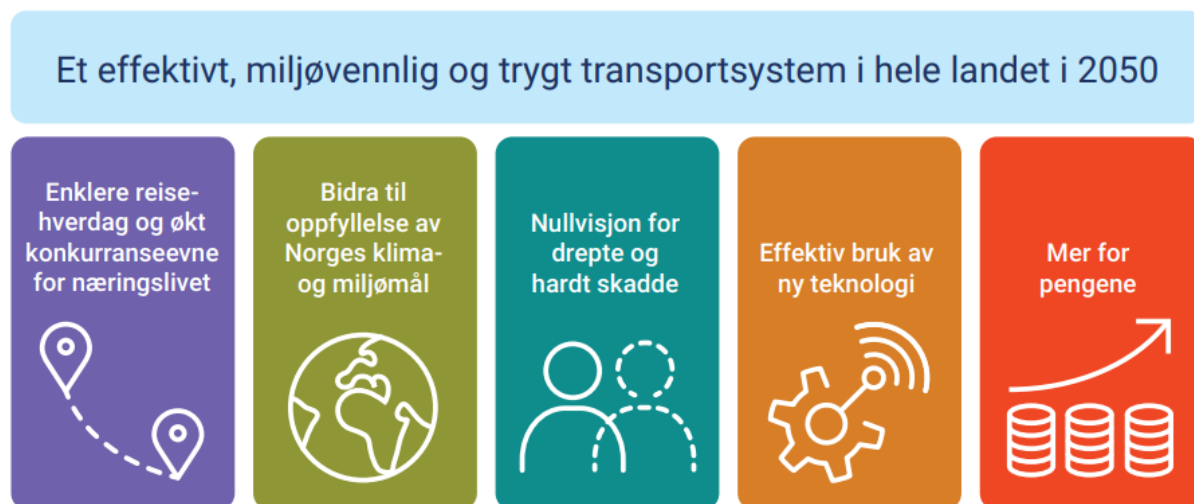 Et effektivt, miljøvennlig og trygt transportsystem i hele landet i 2050
Enklere reise-
hverdag og økt
konkurranseevne
for næringslivet
Bidra til
oppfyllelse av
Norges klima-
og miljømål
Nullvisjon for
drepte og
hardt skadde
Effektiv bruk av
ny teknologi
Mer for
pengene